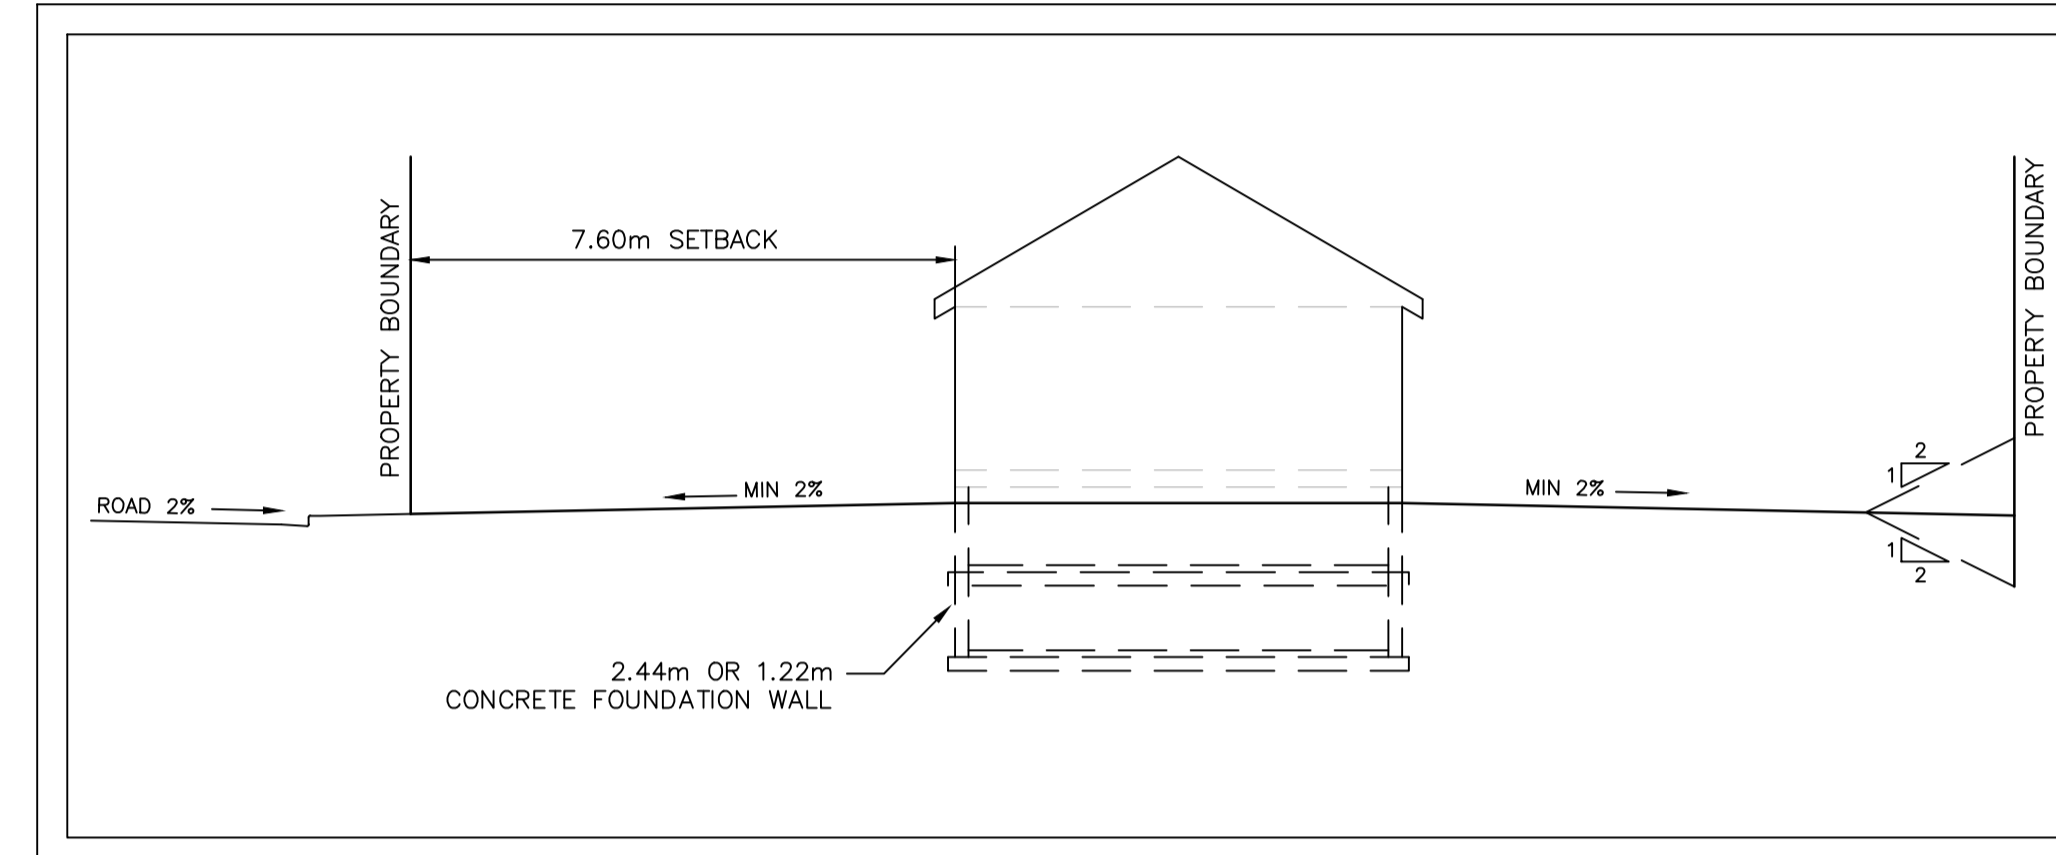 PROPERTY BOUNDARY
7.60m SETBACK
PROPERTY BOUNDARY
ROAD 2%
MIN 2%
MIN 2%
2
1
1
2
2.44m OR 1.22m
CONCRETE FOUNDATION WALL